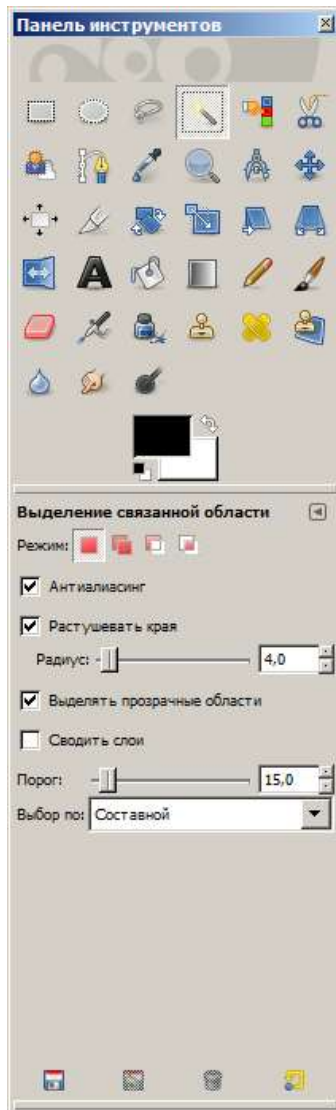 Панель инструментов
Выделение связанной области
Режим:
Антиалиасинг
Растушевать края
Радиус: 4,0
Выделять прозрачные области
Сводить слои
Порог: 15,0
Выбор по: Составной